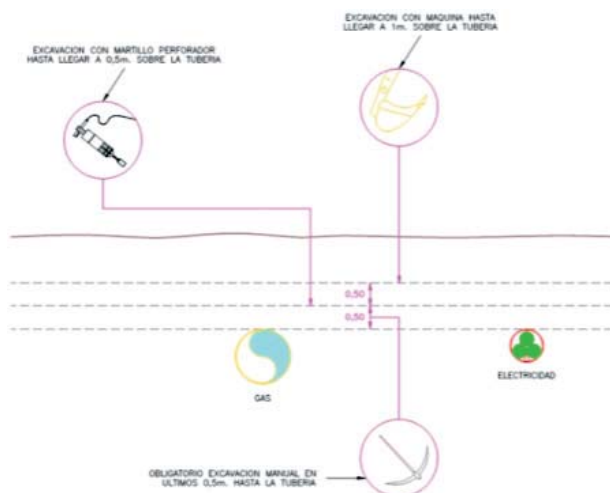 EXCAVACION CON MARTILLO PERFORADOR
HASTA LLEGAR A 0,5m. SOBRE LA TUBERIA
EXCAVACION CON MAQUINA HASTA
LLEGAR A 1m. SOBRE LA TUBERIA
0,50
0,50
GAS
ELECTRICIDAD
OBLIGATORIO EXCAVACION MANUAL EN
ULTIMOS 0,5m. HASTA LA TUBERIA